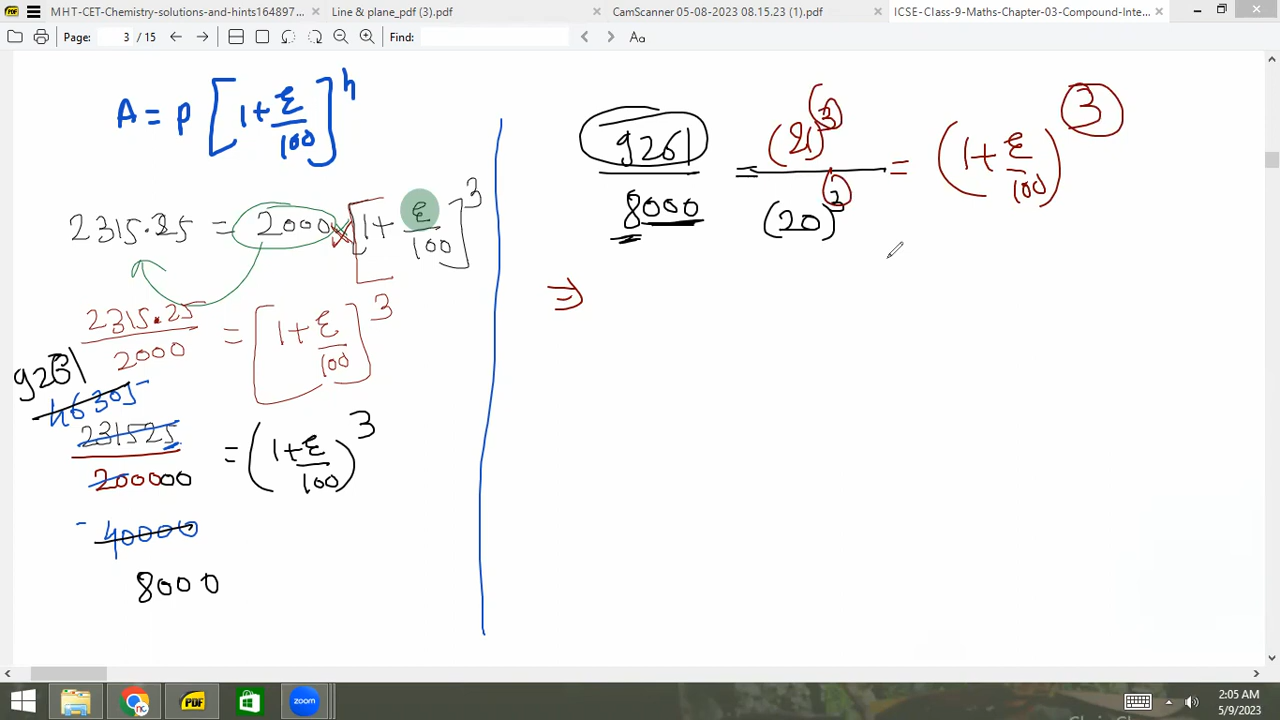 MHT-CET-Chemistry-solutions-and-hints164897... ×
Line & plane_pdf (3).pdf ×
CamScanner 05-08-2023 08.15.23 (1).pdf ×
ICSE-Class-9-Maths-Chapter-03-Compound-Inte... ×
Page: 3 / 15
Find:
Aa
A = P [1 + r/100]^n
2315.25 = 2000 × [1 + r/100]^3
2315.25/2000 = [1 + r/100]^3
9261
46305
231525/200000 = (1 + r/100)^3
40000
8000
9261/8000 = (21)^3/(20)^3 = (1 + r/100)^3
⇒
zoom
2:05 AM
5/9/2023